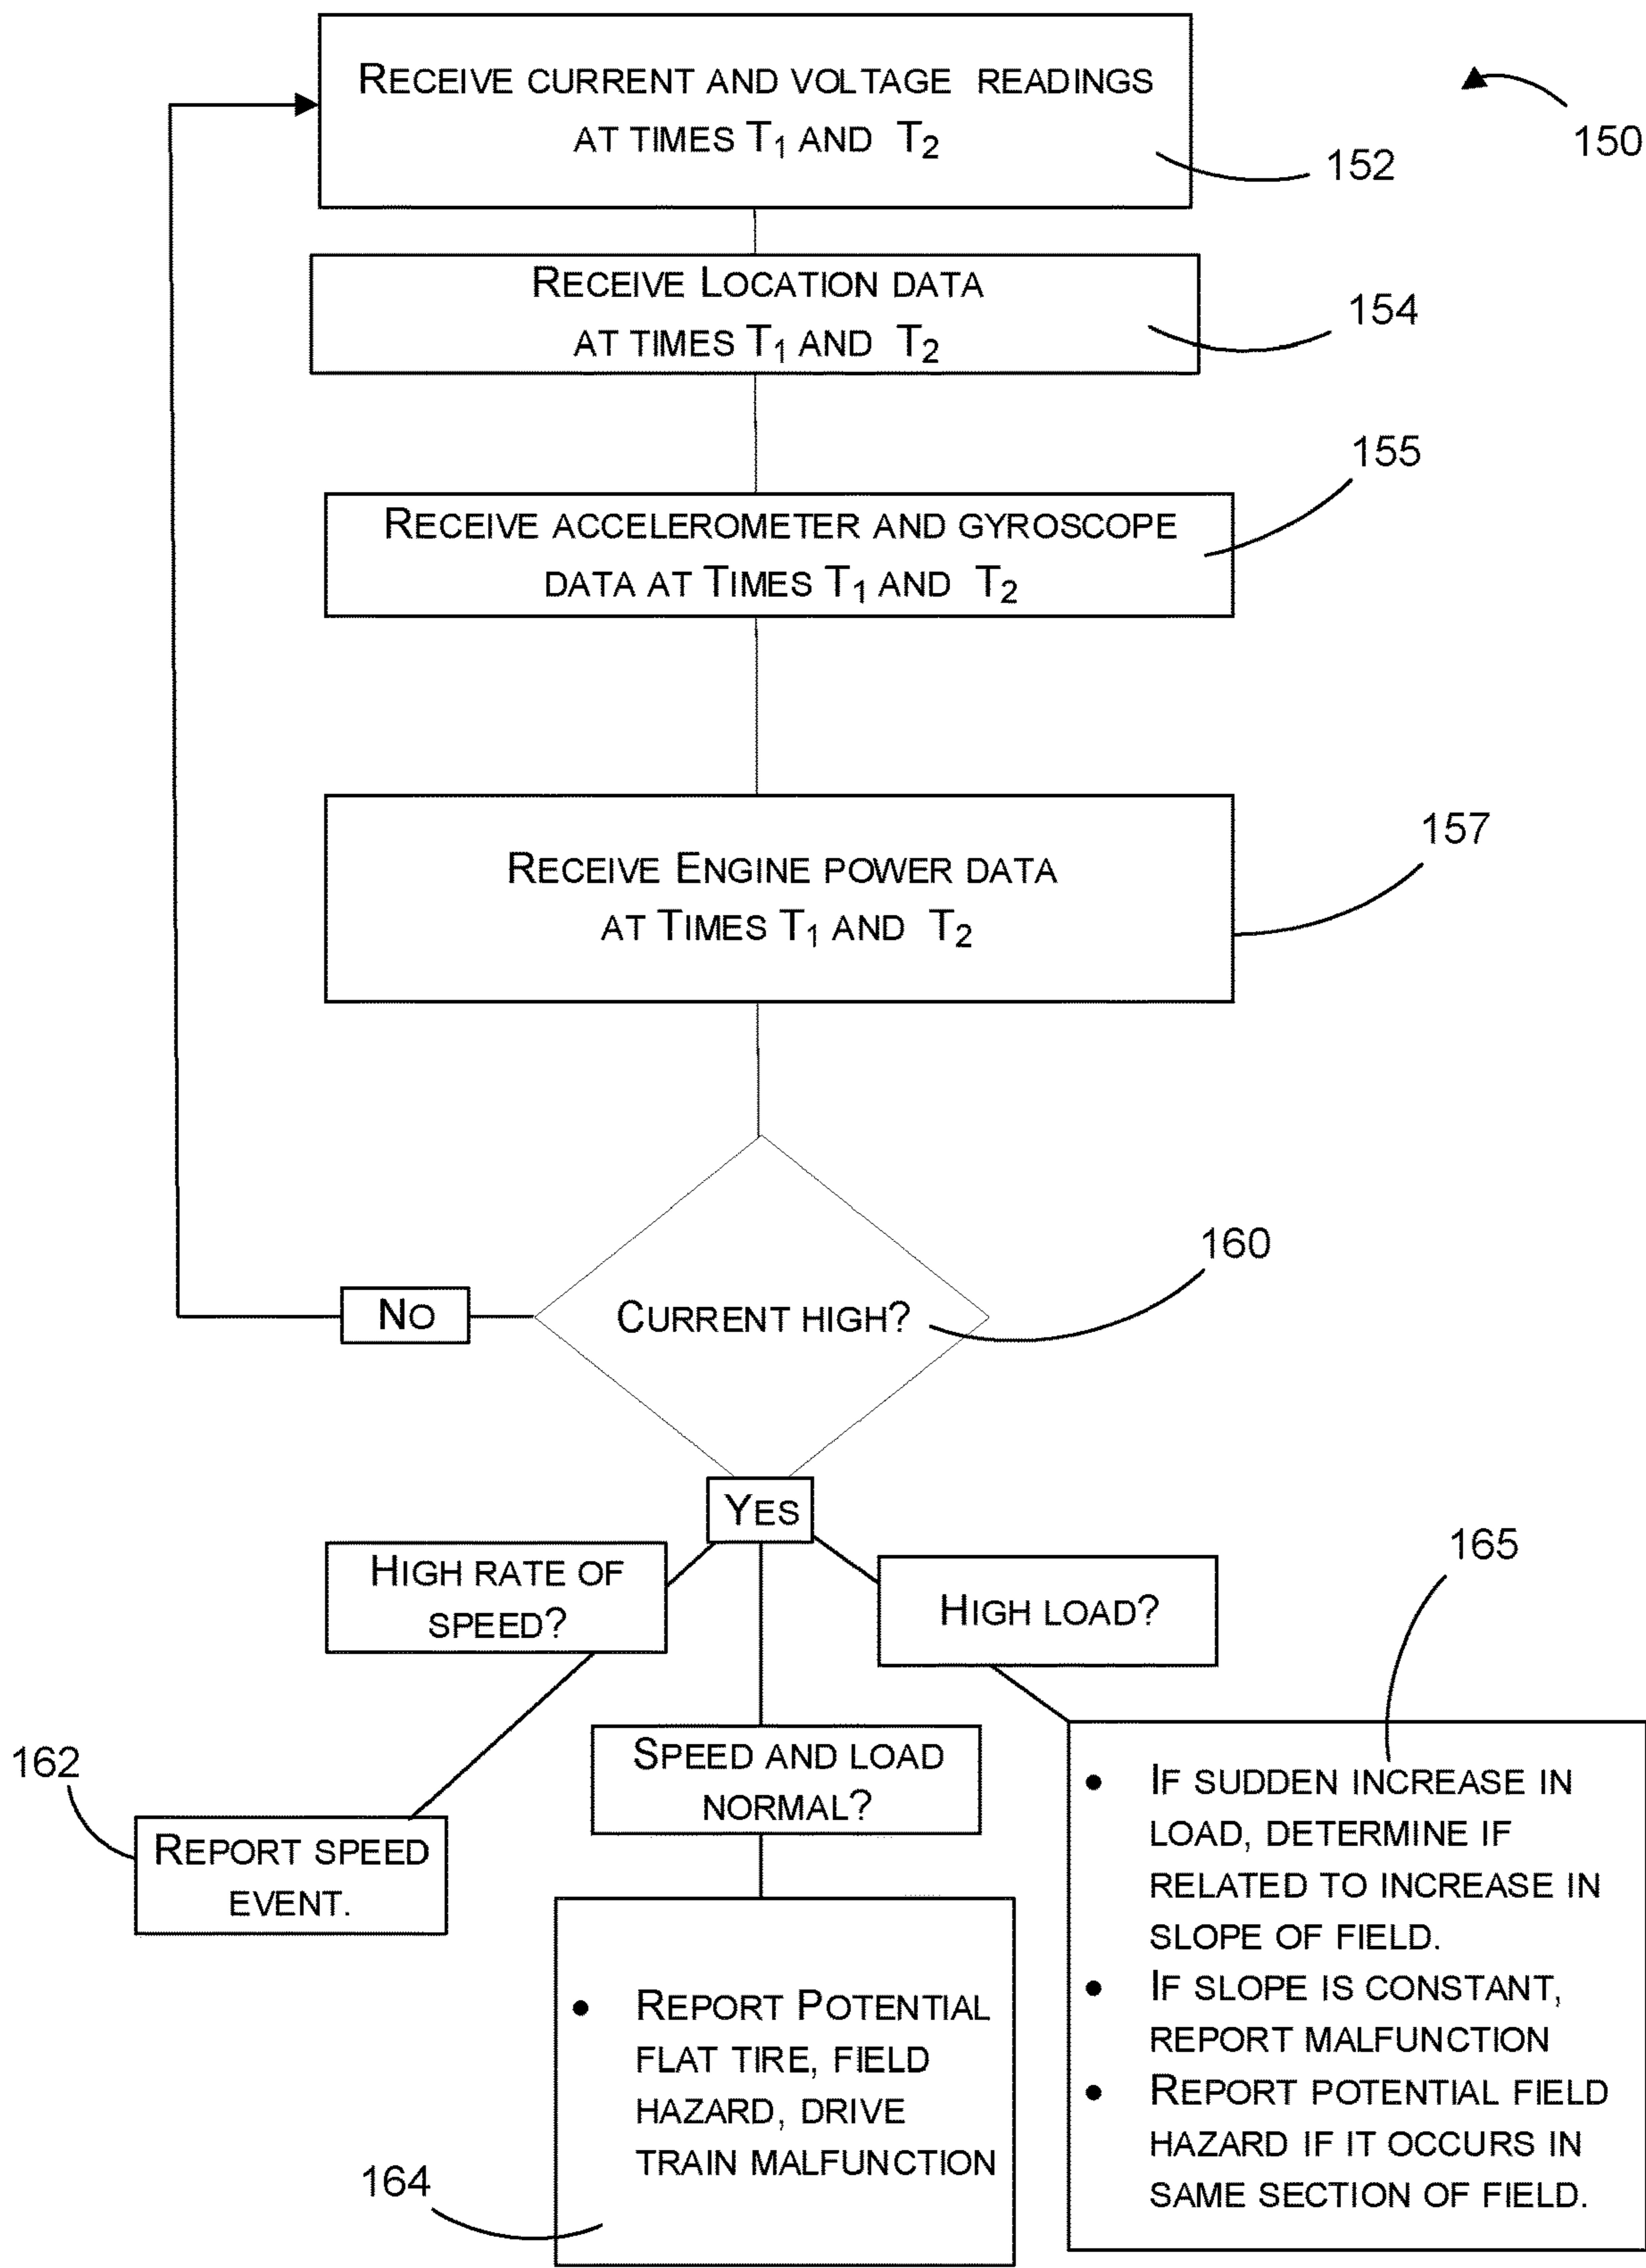 RECEIVE CURRENT AND VOLTAGE READINGS
AT TIMES T1 AND T2
150
152
RECEIVE LOCATION DATA
AT TIMES T1 AND T2
154
155
RECEIVE ACCELEROMETER AND GYROSCOPE
DATA AT TIMES T1 AND T2
157
RECEIVE ENGINE POWER DATA
AT TIMES T1 AND T2
160
NO
CURRENT HIGH?
YES
165
HIGH RATE OF
SPEED?
HIGH LOAD?
162
SPEED AND LOAD
NORMAL?
REPORT SPEED
EVENT.
• IF SUDDEN INCREASE IN
LOAD, DETERMINE IF
RELATED TO INCREASE IN
SLOPE OF FIELD.
• IF SLOPE IS CONSTANT,
REPORT MALFUNCTION
• REPORT POTENTIAL FIELD
HAZARD IF IT OCCURS IN
SAME SECTION OF FIELD.
• REPORT POTENTIAL
FLAT TIRE, FIELD
HAZARD, DRIVE
TRAIN MALFUNCTION
164